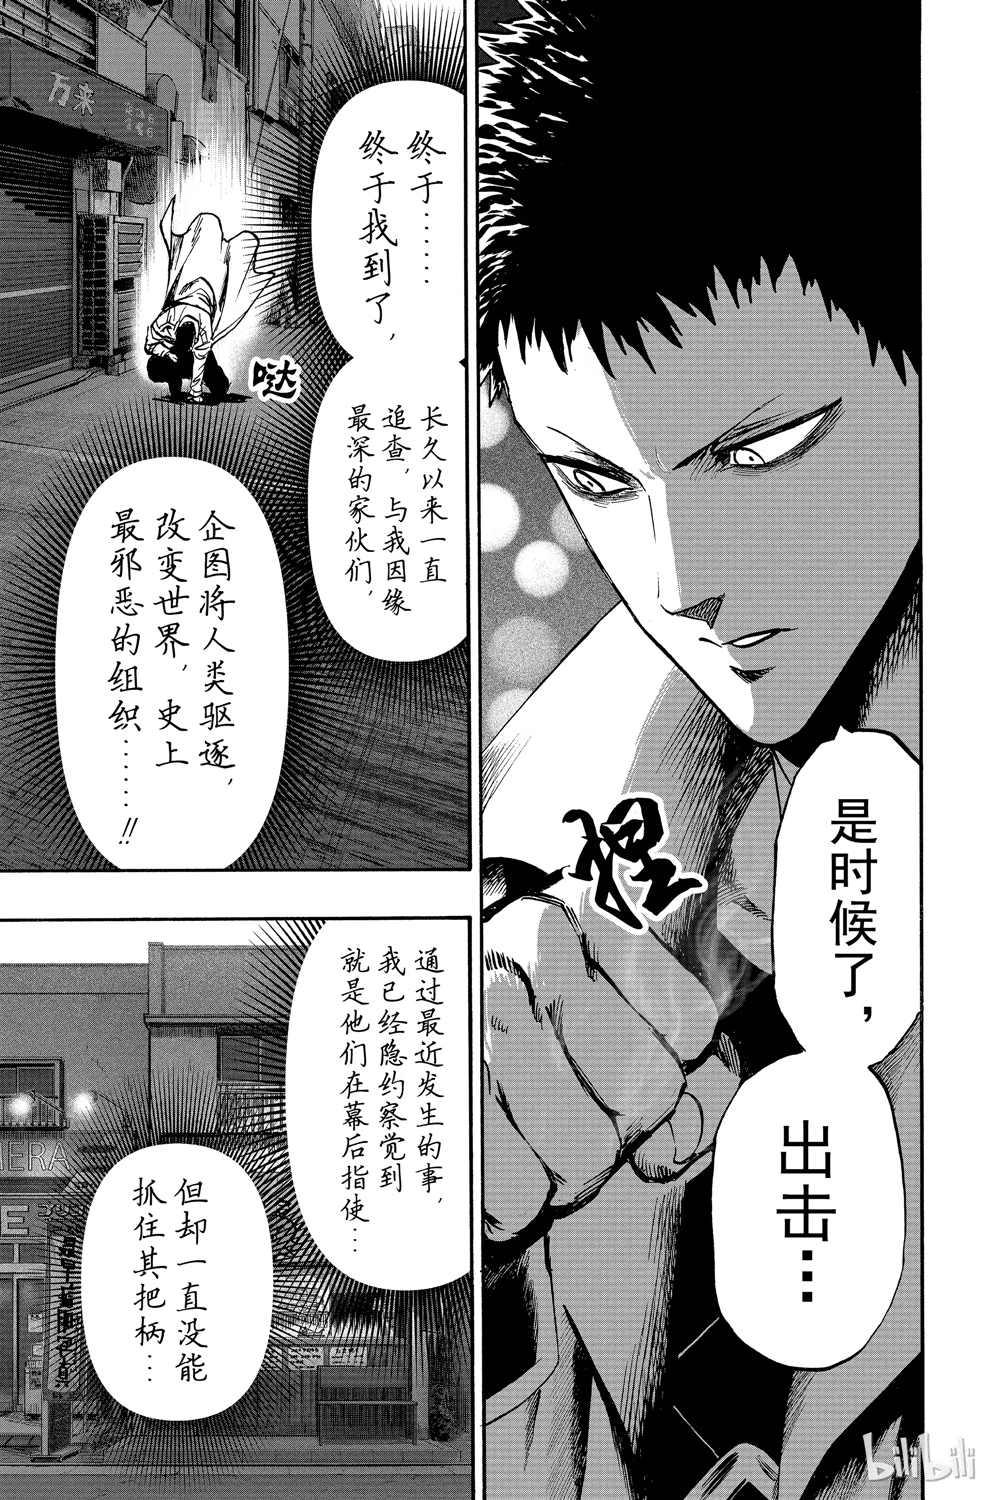 是时候了，
出击…
捏
终于……
终于找到了，
长久以来一直
追查，与我因缘
最深的家伙们，
企图将人类驱逐，
改变世界，史上
最邪恶的组织……!!
哒
万来
通过最近发生的事，
我已经隐约察觉到
就是他们在幕后指使…
但却一直没能
抓住其把柄…
MERA
E
bilibili